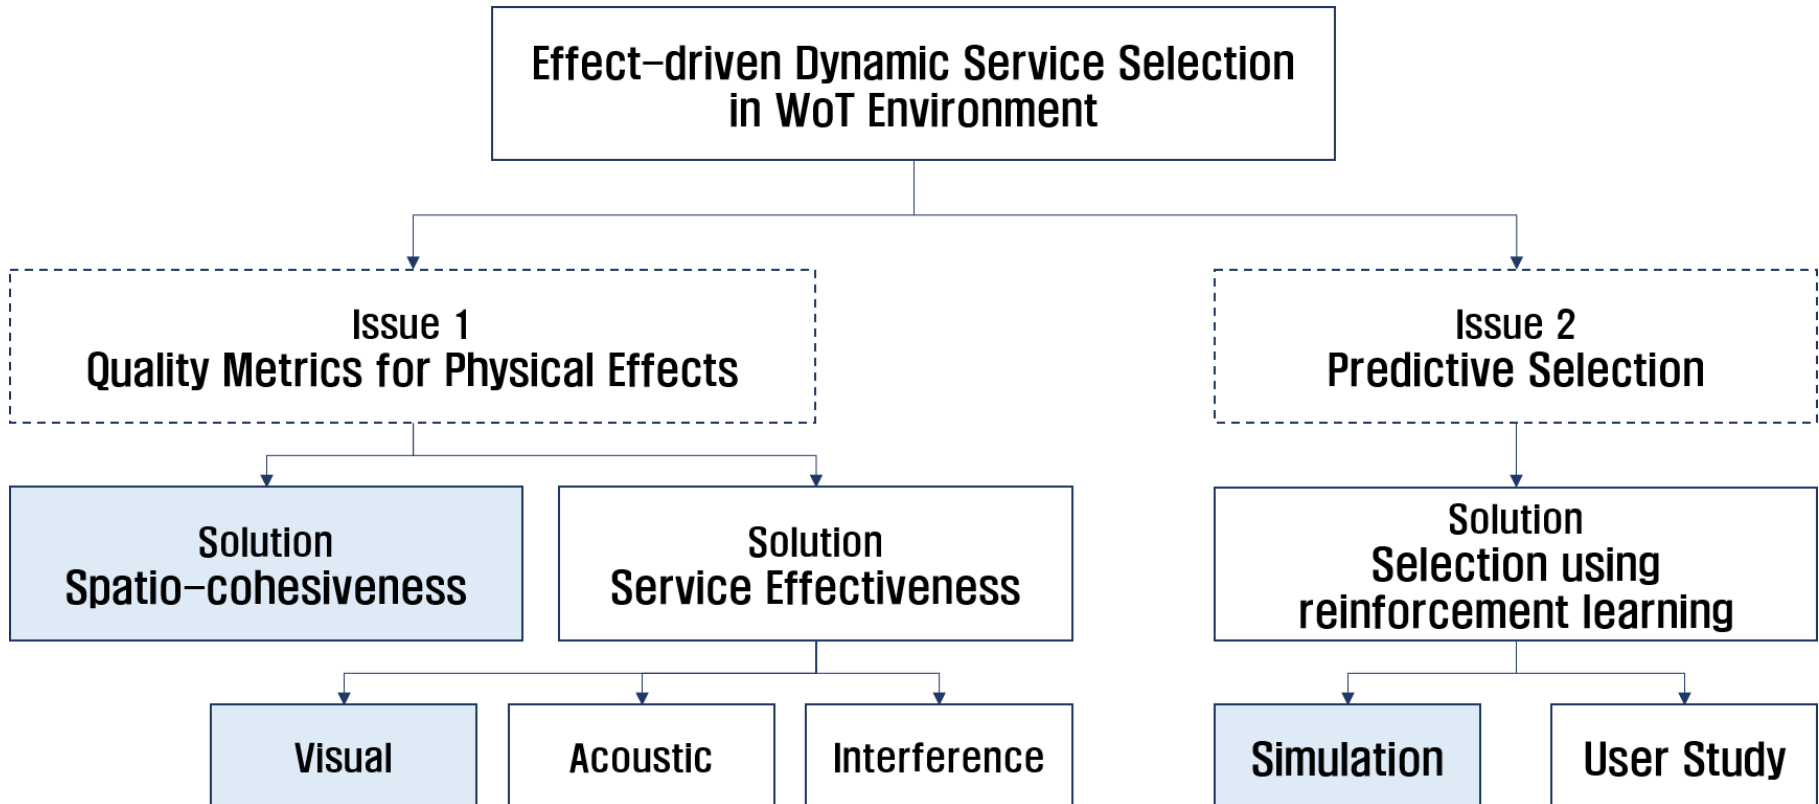 Effect-driven Dynamic Service Selection
in WoT Environment
Issue 1
Quality Metrics for Physical Effects
Issue 2
Predictive Selection
Solution
Spatio-cohesiveness
Solution
Service Effectiveness
Solution
Selection using
reinforcement learning
Visual
Acoustic
Interference
Simulation
User Study